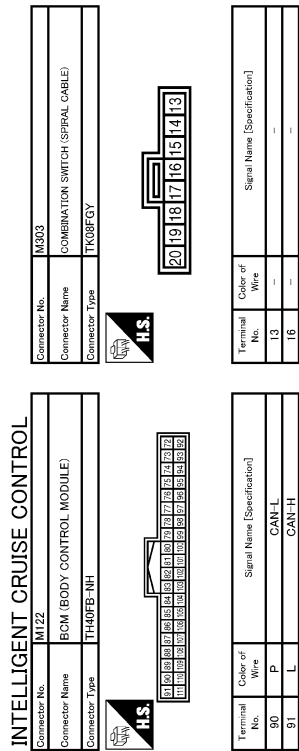 INTELLIGENT CRUISE CONTROL
Connector No. M122
Connector Name BCM (BODY CONTROL MODULE)
Connector Type TH40FB-NH
H.S.
91 90 89 88 87 86 85 84 83 82 81 80 79 78 77 76 75 74 73 72
111 110 109 108 107 106 105 104 103 102 101 100 99 98 97 96 95 94 93 92
Terminal No. Color of Wire Signal Name [Specification]
90 P CAN-L
91 L CAN-H
Connector No. M303
Connector Name COMBINATION SWITCH (SPIRAL CABLE)
Connector Type TK08FGY
H.S.
20 19 18 17 16 15 14 13
Terminal No. Color of Wire Signal Name [Specification]
13 - -
16 - -